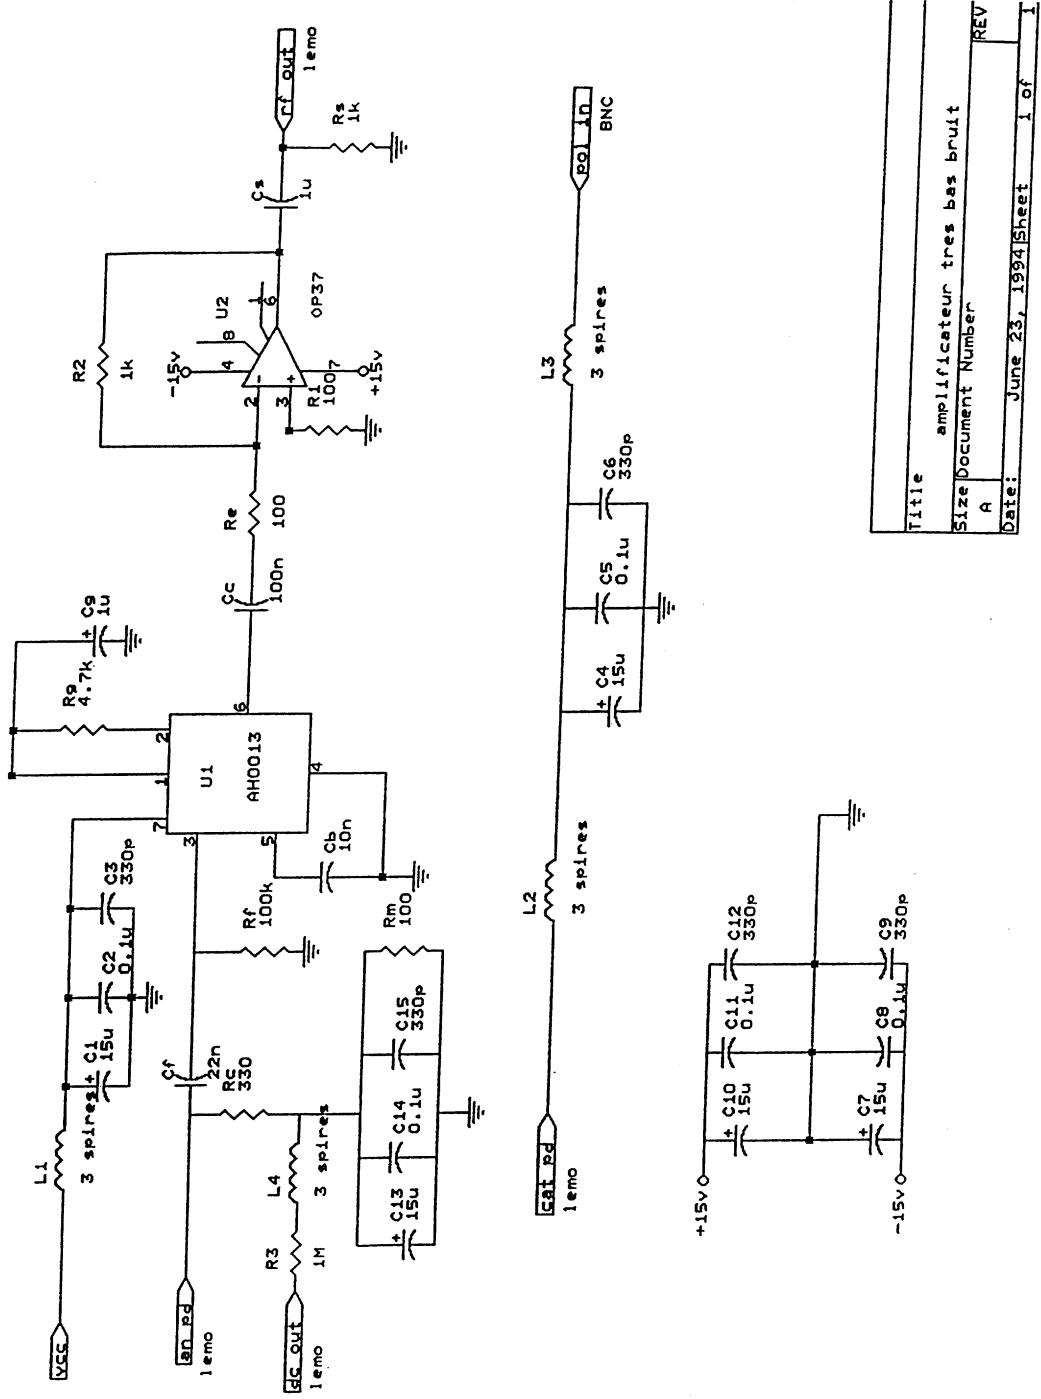 vcc
L1
3 spires
C1
15u
+
C2
0.1u
C3
330p
7
1
2
3
5
4
6
U1
AH0013
Rg
4.7k
Cg
1u
+
an pd
lemo
Cf
22n
Rc
330
Rf
100k
Cb
10n
dc out
lemo
R3
1M
L4
3 spires
C13
15u
+
C14
0.1u
C15
330p
Rm
100
Cc
100n
Re
100
R2
1k
-15v
4
8
U2
1
6
2
3
-
+
R1
100
7
+15v
OP37
Cs
1u
rf out
lemo
Rs
1k
cat pd
lemo
L2
3 spires
C4
15u
+
C5
0.1u
C6
330p
L3
3 spires
pol in
BNC
+15v
C10
15u
+
C11
0.1u
C12
330p
C7
15u
+
C8
0.1u
C9
330p
-15v
Title
amplificateur tres bas bruit
Size Document Number
REV
A
Date: June 23, 1994 Sheet 1 of 1